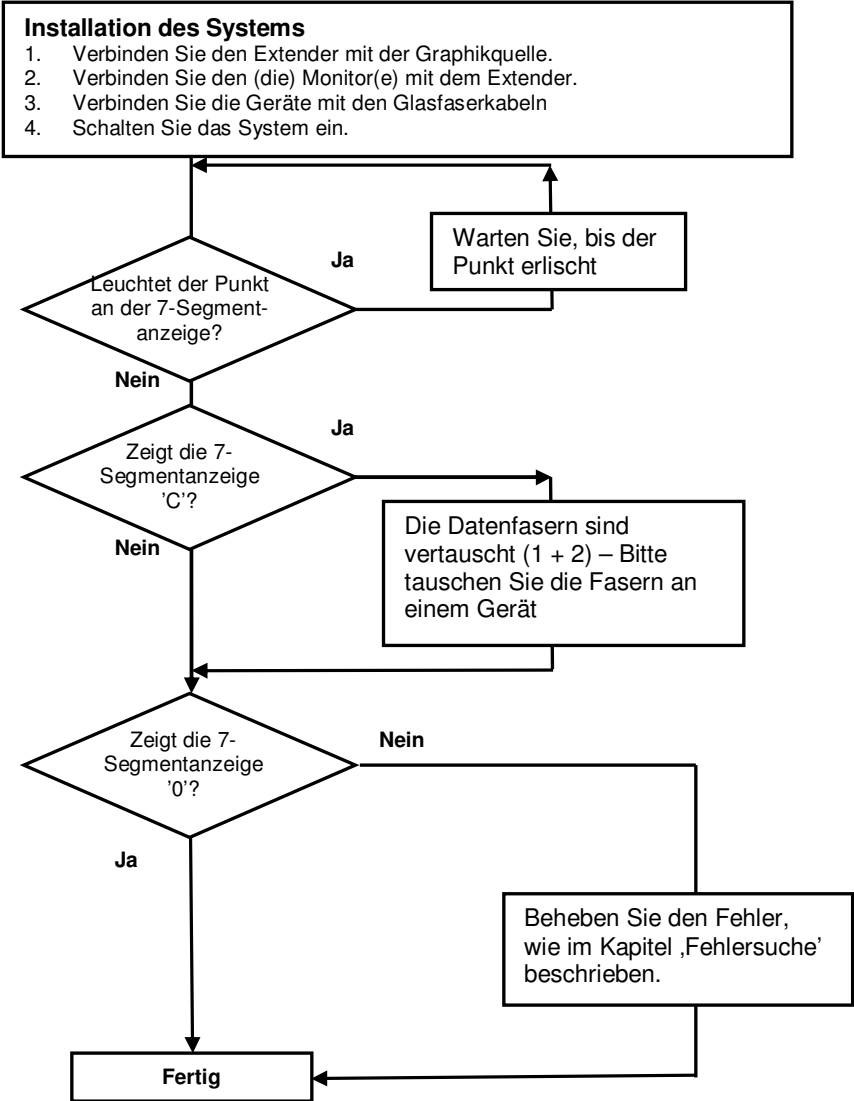 Installation des Systems
1. Verbinden Sie den Extender mit der Graphikquelle.
2. Verbinden Sie den (die) Monitor(e) mit dem Extender.
3. Verbinden Sie die Geräte mit den Glasfaserkabeln
4. Schalten Sie das System ein.
Warten Sie, bis der
Punkt erlischt
Ja
Leuchtet der Punkt
an der 7-Segment-
anzeige?
Nein
Ja
Zeigt die 7-
Segmentanzeige
’C’?
Nein
Die Datenfasern sind
vertauscht (1 + 2) – Bitte
tauschen Sie die Fasern an
einem Gerät
Zeigt die 7-
Segmentanzeige
’0’?
Nein
Ja
Beheben Sie den Fehler,
wie im Kapitel ‚Fehlersuche’
beschrieben.
Fertig